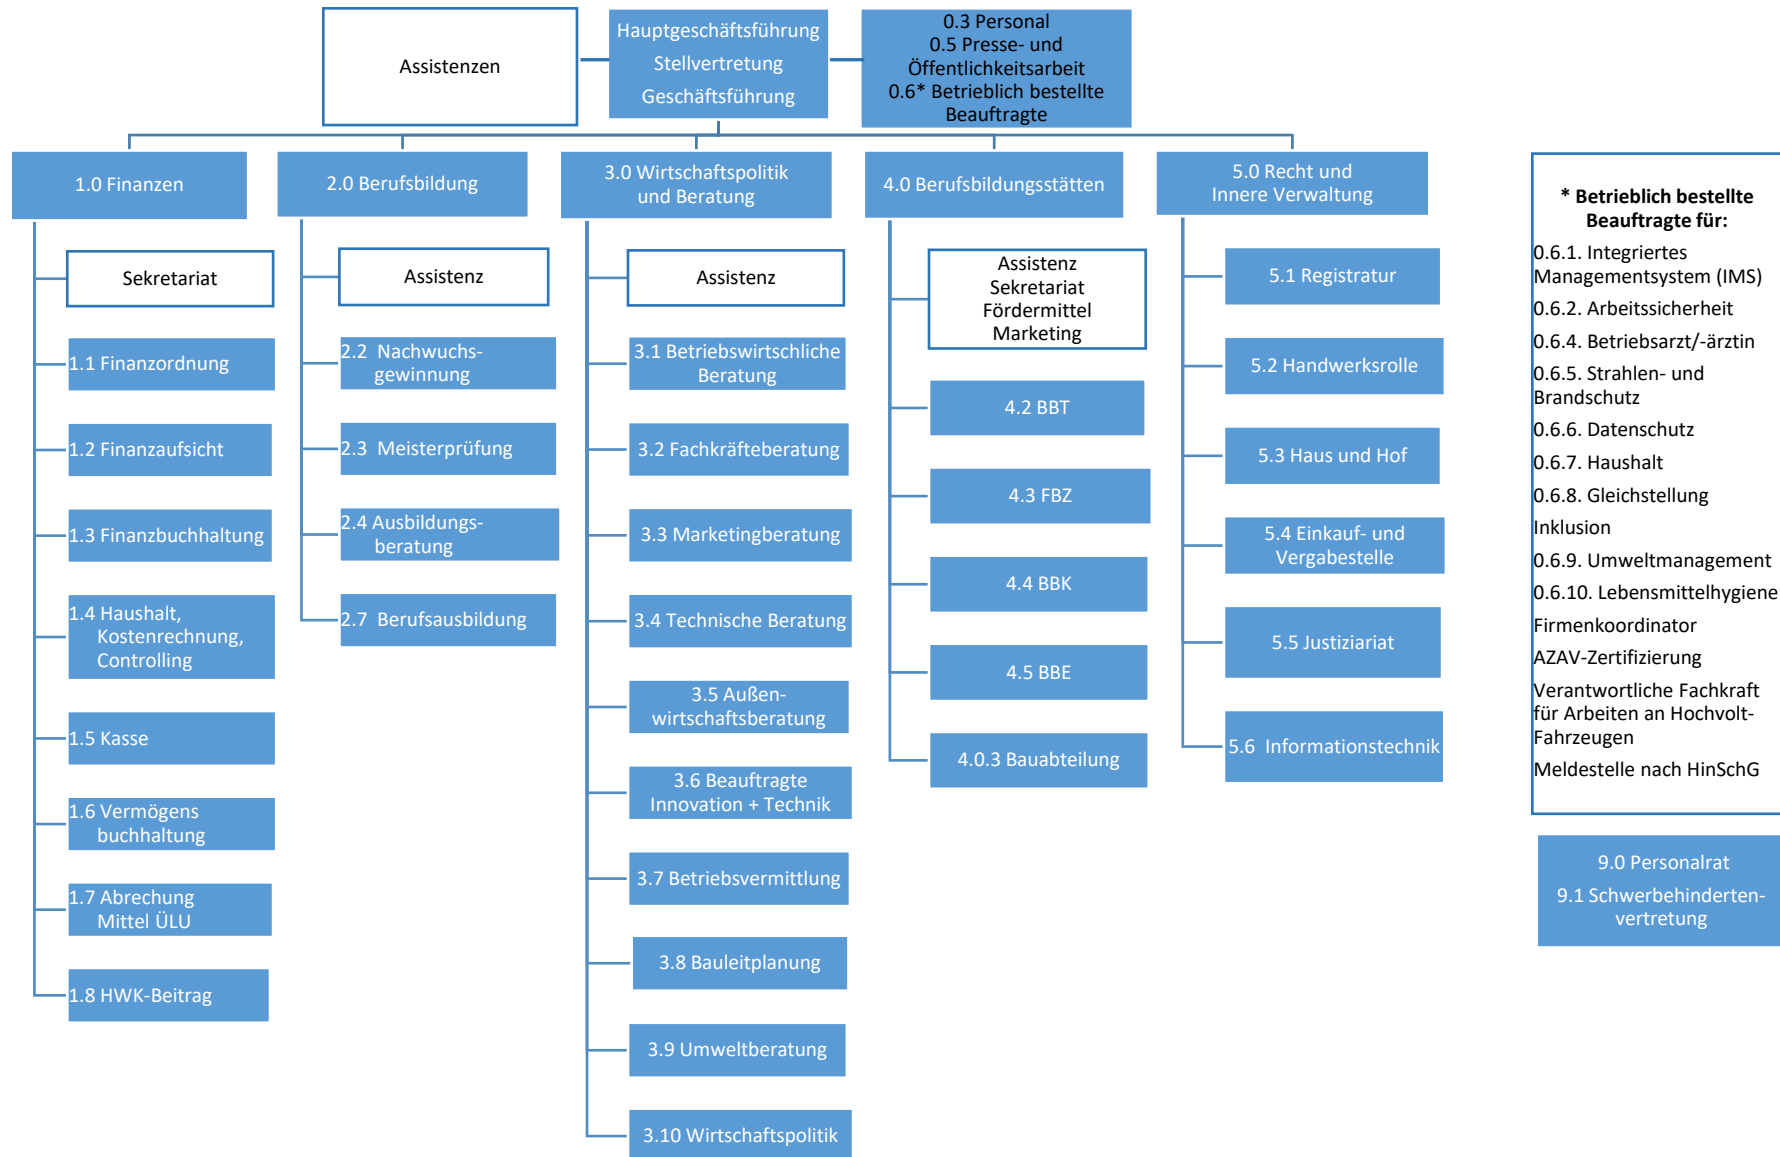 Assistenzen
Hauptgeschäftsführung
Stellvertretung
Geschäftsführung
0.3 Personal
0.5 Presse- und
Öffentlichkeitsarbeit
0.6* Betrieblich bestellte
Beauftragte
1.0 Finanzen
Sekretariat
1.1 Finanzordnung
1.2 Finanzaufsicht
1.3 Finanzbuchhaltung
1.4 Haushalt,
Kostenrechnung,
Controlling
1.5 Kasse
1.6 Vermögens
buchhaltung
1.7 Abrechung
Mittel ÜLU
1.8 HWK-Beitrag
2.0 Berufsbildung
Assistenz
2.2 Nachwuchs-
gewinnung
2.3 Meisterprüfung
2.4 Ausbildungs-
beratung
2.7 Berufsausbildung
3.0 Wirtschaftspolitik
und Beratung
Assistenz
3.1 Betriebswirtschliche
Beratung
3.2 Fachkräfteberatung
3.3 Marketingberatung
3.4 Technische Beratung
3.5 Außen-
wirtschaftsberatung
3.6 Beauftragte
Innovation + Technik
3.7 Betriebsvermittlung
3.8 Bauleitplanung
3.9 Umweltberatung
3.10 Wirtschaftspolitik
4.0 Berufsbildungsstätten
Assistenz
Sekretariat
Fördermittel
Marketing
4.2 BBT
4.3 FBZ
4.4 BBK
4.5 BBE
4.0.3 Bauabteilung
5.0 Recht und
Innere Verwaltung
5.1 Registratur
5.2 Handwerksrolle
5.3 Haus und Hof
5.4 Einkauf- und
Vergabestelle
5.5 Justiziariat
5.6 Informationstechnik
* Betrieblich bestellte
Beauftragte für:
0.6.1. Integriertes
Managementsystem (IMS)
0.6.2. Arbeitssicherheit
0.6.4. Betriebsarzt/-ärztin
0.6.5. Strahlen- und
Brandschutz
0.6.6. Datenschutz
0.6.7. Haushalt
0.6.8. Gleichstellung
Inklusion
0.6.9. Umweltmanagement
0.6.10. Lebensmittelhygiene
Firmenkoordinator
AZAV-Zertifizierung
Verantwortliche Fachkraft
für Arbeiten an Hochvolt-
Fahrzeugen
Meldestelle nach HinSchG
9.0 Personalrat
9.1 Schwerbehinderten-
vertretung